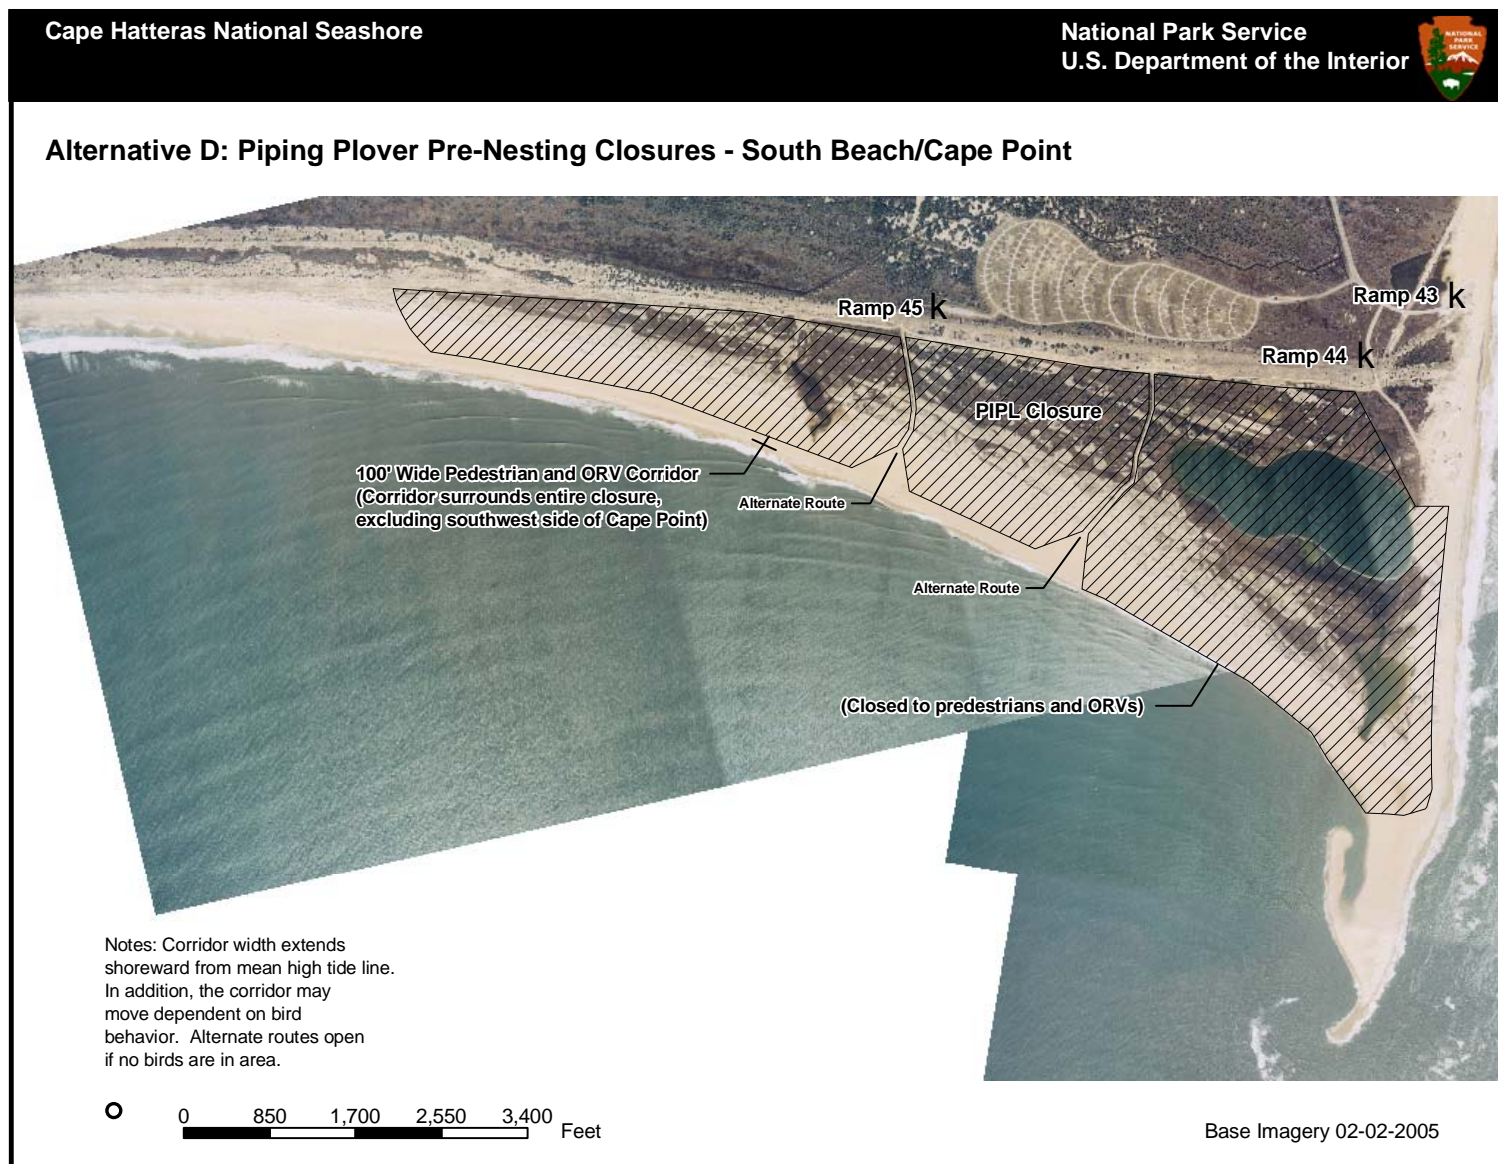 Cape Hatteras National Seashore
National Park Service
U.S. Department of the Interior
NATIONAL
PARK
SERVICE
Alternative D: Piping Plover Pre-Nesting Closures - South Beach/Cape Point
Ramp 45 k
Ramp 43 k
Ramp 44 k
PIPL Closure
100' Wide Pedestrian and ORV Corridor
(Corridor surrounds entire closure,
excluding southwest side of Cape Point)
Alternate Route
Alternate Route
(Closed to predestrians and ORVs)
Notes: Corridor width extends
shoreward from mean high tide line.
In addition, the corridor may
move dependent on bird
behavior. Alternate routes open
if no birds are in area.
0 850 1,700 2,550 3,400
Feet
Base Imagery 02-02-2005